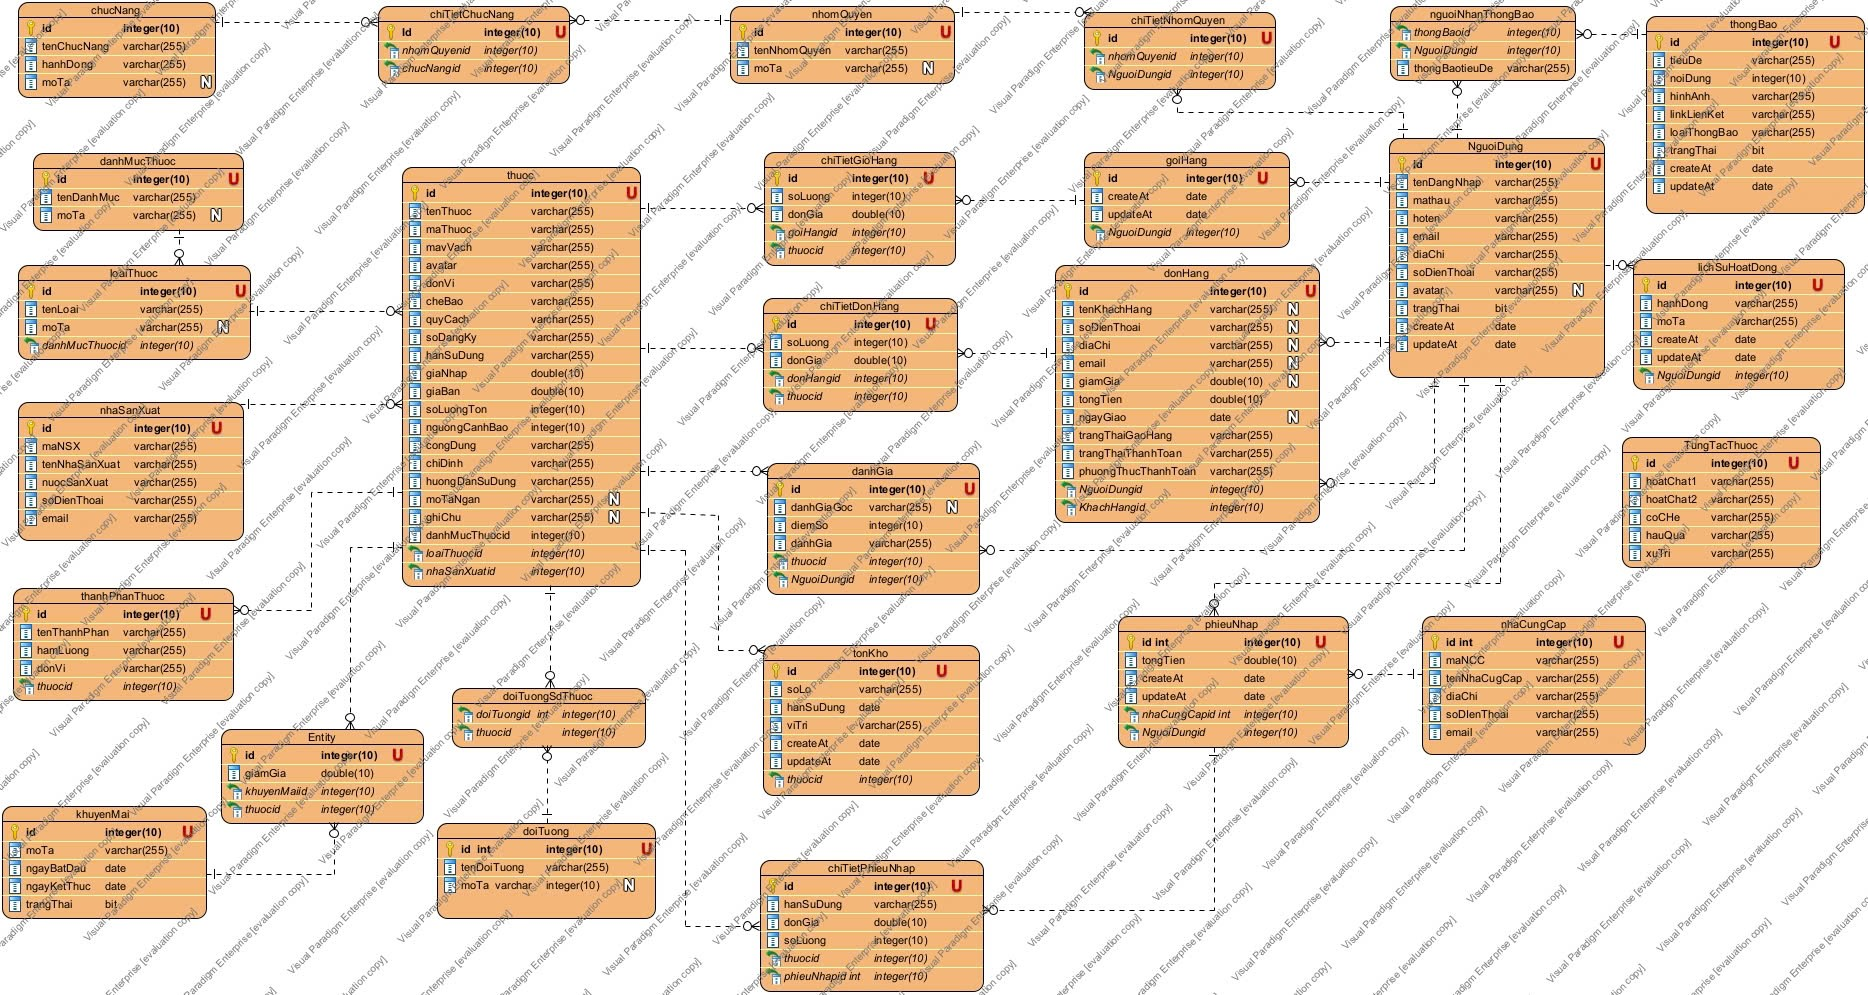 chucNang
id integer(10) U
tenChucNang varchar(255)
hanhDong varchar(255)
moTa varchar(255) N
chiTietChucNang
Id integer(10) U
nhomQuyenid integer(10)
chucNangid integer(10)
nhomQuyen
id integer(10) U
tenNhomQuyen varchar(255)
moTa varchar(255) N
chiTietNhomQuyen
id integer(10) U
nhomQuyenid integer(10)
NguoiDungid integer(10)
nguoiNhanThongBao
thongBaoid integer(10)
NguoiDungid integer(10)
thongBaotieuDe varchar(255)
thongBao
id integer(10) U
tieuDe varchar(255)
noiDung integer(10)
hinhAnh varchar(255)
linkLienKet varchar(255)
loaiThongBao varchar(255)
trangThai bit
createAt date
updateAt date
danhMucThuoc
id integer(10) U
tenDanhMuc varchar(255)
moTa varchar(255) N
loaiThuoc
id integer(10) U
tenLoai varchar(255)
moTa varchar(255) N
danhMucThuocid integer(10)
nhaSanXuat
id integer(10) U
maNSX varchar(255)
tenNhaSanXuat varchar(255)
nuocSanXuat varchar(255)
soDienThoai varchar(255)
email varchar(255)
thanhPhanThuoc
id integer(10) U
tenThanhPhan varchar(255)
hamLuong varchar(255)
donVi varchar(255)
thuocid integer(10)
thuoc
id integer(10) U
tenThuoc varchar(255)
maThuoc varchar(255)
mavVach varchar(255)
avatar varchar(255)
donVi varchar(255)
cheBao varchar(255)
quyCach varchar(255)
soDangKy varchar(255)
hanSuDung varchar(255)
giaNhap double(10)
giaBan double(10)
soLuongTon integer(10)
nguongCanhBao integer(10)
congDung varchar(255)
chiDinh varchar(255)
huongDanSuDung varchar(255)
moTaNgan varchar(255) N
ghiChu varchar(255) N
danhMucThuocid integer(10)
loaiThuocid integer(10)
nhaSanXuatid integer(10)
chiTietGioHang
id integer(10) U
soLuong integer(10)
donGia double(10)
goiHangid integer(10)
thuocid integer(10)
goiHang
id integer(10) U
createAt date
updateAt date
NguoiDungid integer(10)
NguoiDung
id integer(10) U
tenDangNhap varchar(255)
mathau varchar(255)
hoten varchar(255)
email varchar(255)
diaChi varchar(255)
soDienThoai varchar(255)
avatar varchar(255) N
trangThai bit
createAt date
updateAt date
lichSuHoatDong
id integer(10) U
hanhDong varchar(255)
moTa varchar(255)
createAt date
updateAt date
NguoiDungid integer(10)
chiTietDonHang
id integer(10) U
soLuong integer(10)
donGia double(10)
donHangid integer(10)
thuocid integer(10)
donHang
id integer(10) U
tenKhachHang varchar(255) N
soDienThoai varchar(255) N
diaChi varchar(255) N
email varchar(255) N
giamGia double(10) N
tongTien double(10)
ngayGiao date N
trangThaiGaoHang varchar(255)
trangThaiThanhToan varchar(255)
phuongThucThanhToan varchar(255)
NguoiDungid integer(10)
KhachHangid integer(10)
TungTacThuoc
id integer(10) U
hoatChat1 varchar(255)
hoatChat2 varchar(255)
coCHe varchar(255)
hauQua varchar(255)
xuTri varchar(255)
danhGia
id integer(10) U
danhGiaGoc varchar(255) N
diemSo integer(10)
danhGia varchar(255)
thuocid integer(10)
NguoiDungid integer(10)
tonKho
id integer(10) U
soLo varchar(255)
hanSuDung date
viTri varchar(255)
createAt date
updateAt date
thuocid integer(10)
phieuNhap
id int integer(10) U
tongTien double(10)
createAt date
updateAt date
nhaCungCapid int integer(10)
NguoiDungid integer(10)
nhaCungCap
id int integer(10) U
maNCC varchar(255)
tenNhaCugCap varchar(255)
diaChi varchar(255)
soDIenThoai varchar(255)
email varchar(255)
doiTuongSdThuoc
doiTuongid int integer(10)
thuocid integer(10)
Entity
id integer(10) U
giamGia double(10)
khuyenMaiid integer(10)
thuocid integer(10)
khuyenMai
id integer(10) U
moTa varchar(255)
ngayBatDau date
ngayKetThuc date
trangThai bit
doiTuong
id int integer(10) U
tenDoiTuong varchar(255)
moTa varchar integer(10) N
chiTietPhieuNhap
id integer(10) U
hanSuDung varchar(255)
donGia double(10)
soLuong integer(10)
thuocid integer(10)
phieuNhapid int integer(10)
Visual Paradigm Enterprise [evaluation copy]